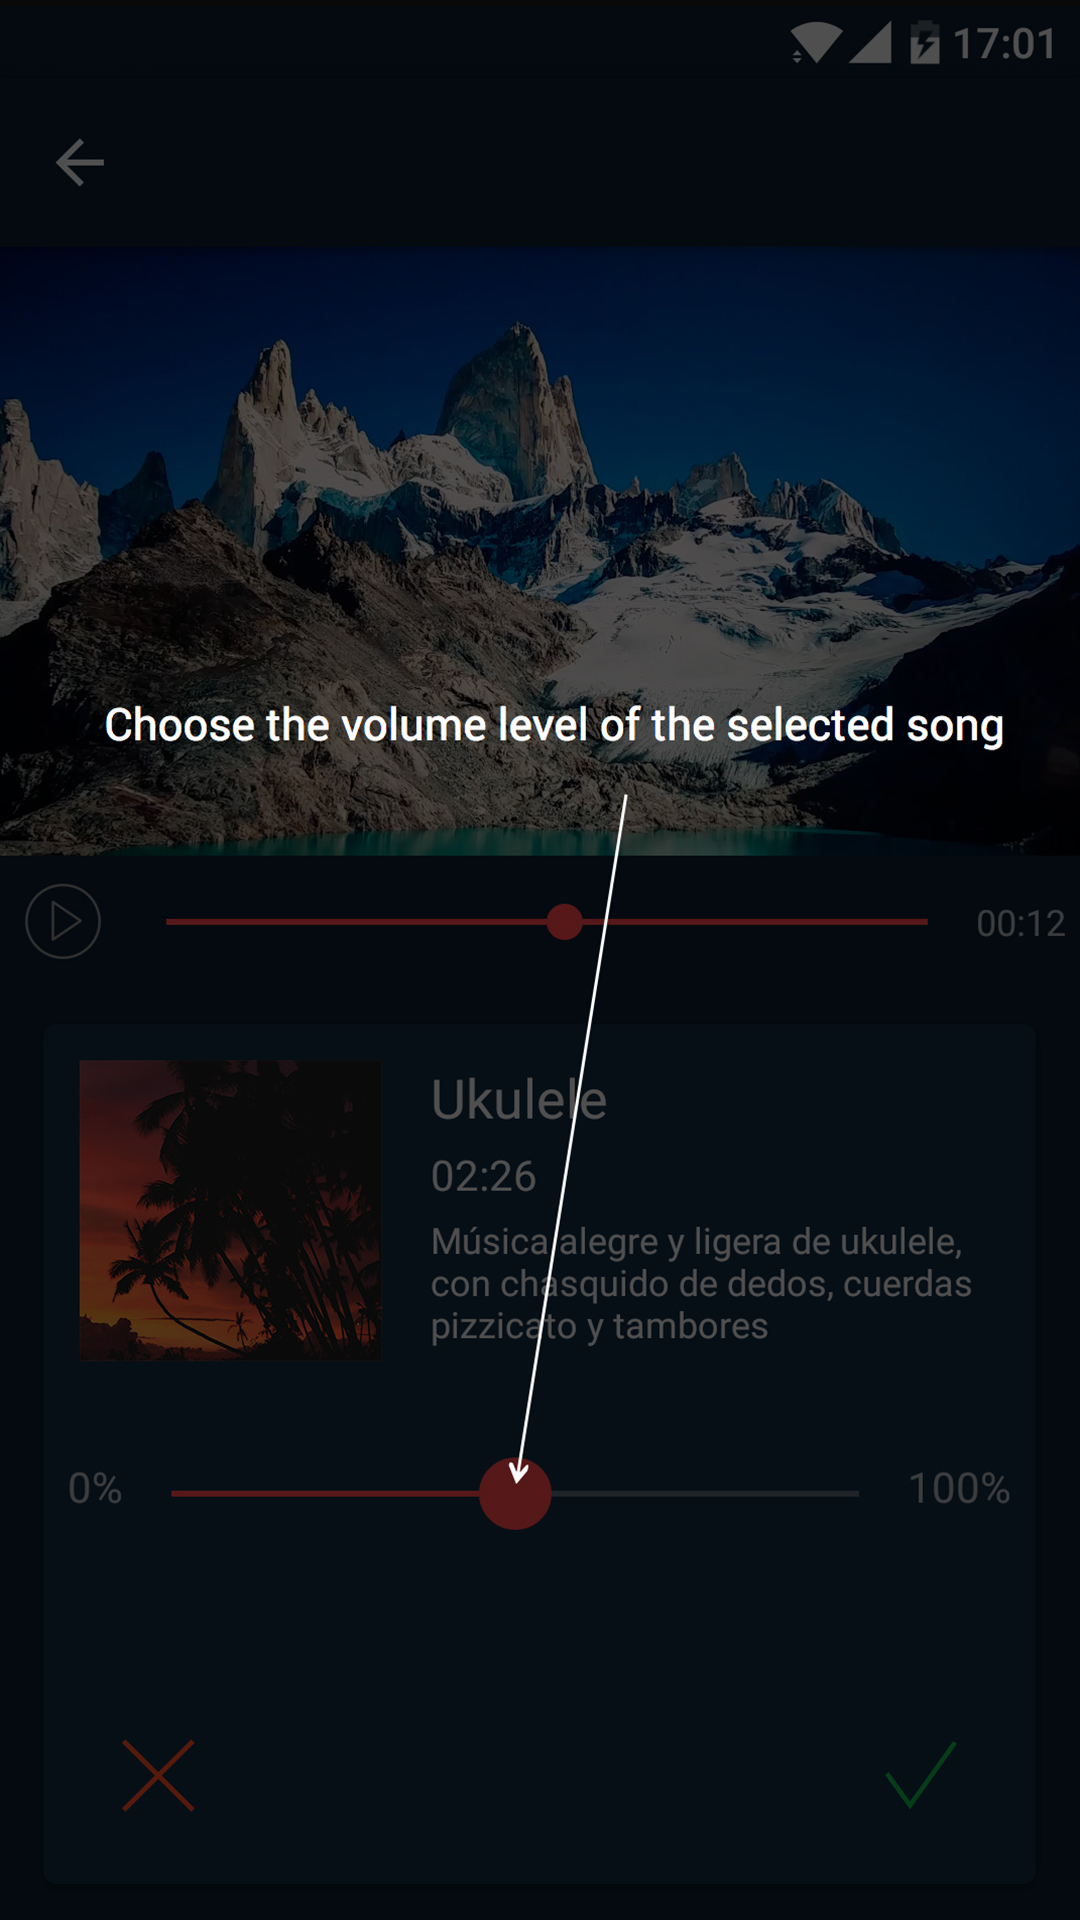 17:01
Choose the volume level of the selected song
00:12
Ukulele
02:26
Música alegre y ligera de ukulele,
con chasquido de dedos, cuerdas
pizzicato y tambores
0%
100%